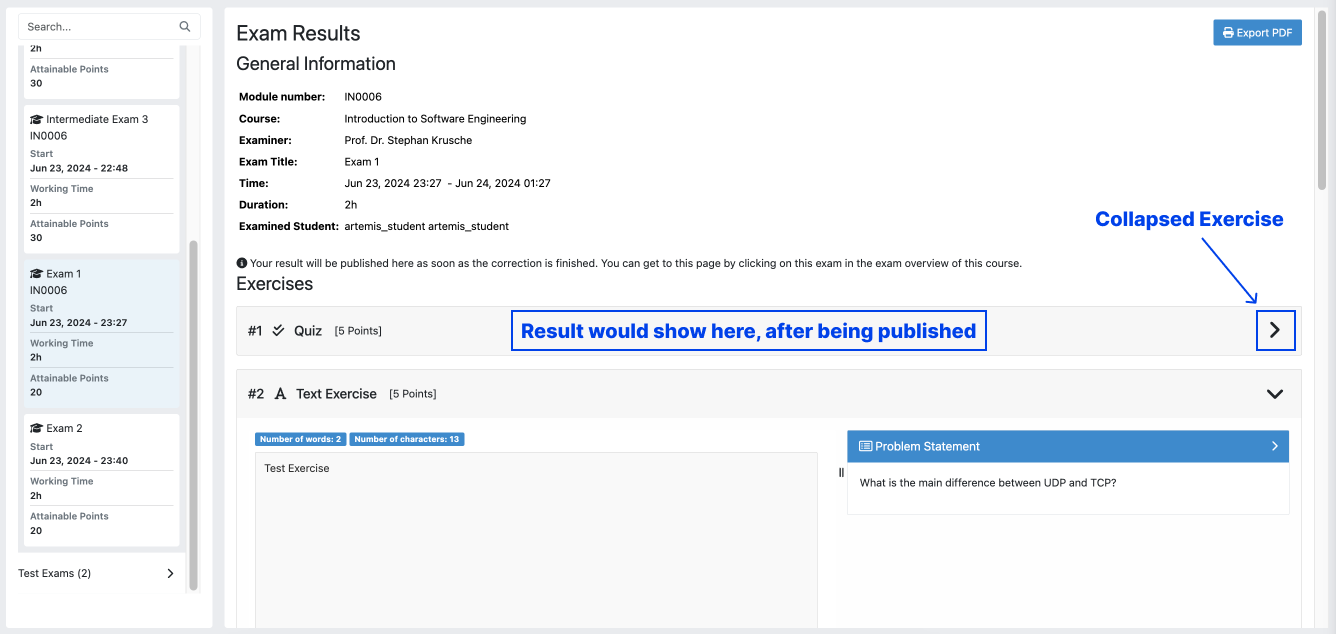 Search...
2h
Attainable Points
30
Intermediate Exam 3
IN0006
Start
Jun 23, 2024 - 22:48
Working Time
2h
Attainable Points
30
Exam 1
IN0006
Start
Jun 23, 2024 - 23:27
Working Time
2h
Attainable Points
20
Exam 2
Start
Jun 23, 2024 - 23:40
Working Time
2h
Attainable Points
20
Test Exams (2)
Exam Results
Export PDF
General Information
Module number: IN0006
Course: Introduction to Software Engineering
Examiner: Prof. Dr. Stephan Krusche
Exam Title: Exam 1
Time: Jun 23, 2024 23:27 - Jun 24, 2024 01:27
Duration: 2h
Examined Student: artemis_student artemis_student
Collapsed Exercise
Your result will be published here as soon as the correction is finished. You can get to this page by clicking on this exam in the exam overview of this course.
Exercises
#1 Quiz [5 Points]
Result would show here, after being published
#2 Text Exercise [5 Points]
Number of words: 2 Number of characters: 13
Test Exercise
Problem Statement
What is the main difference between UDP and TCP?